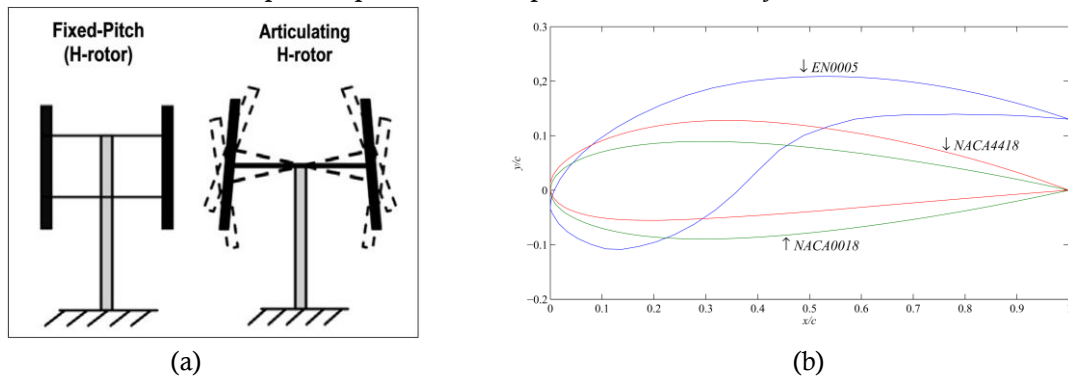 Fixed-Pitch
(H-rotor)
Articulating
H-rotor
(a)
0.3
0.2
0.1
0
−0.1
−0.2
y/c
↓ EN0005
↓ NACA4418
↑ NACA0018
0 0.1 0.2 0.3 0.4 0.5 0.6 0.7 0.8 0.9 1
x/c
(b)